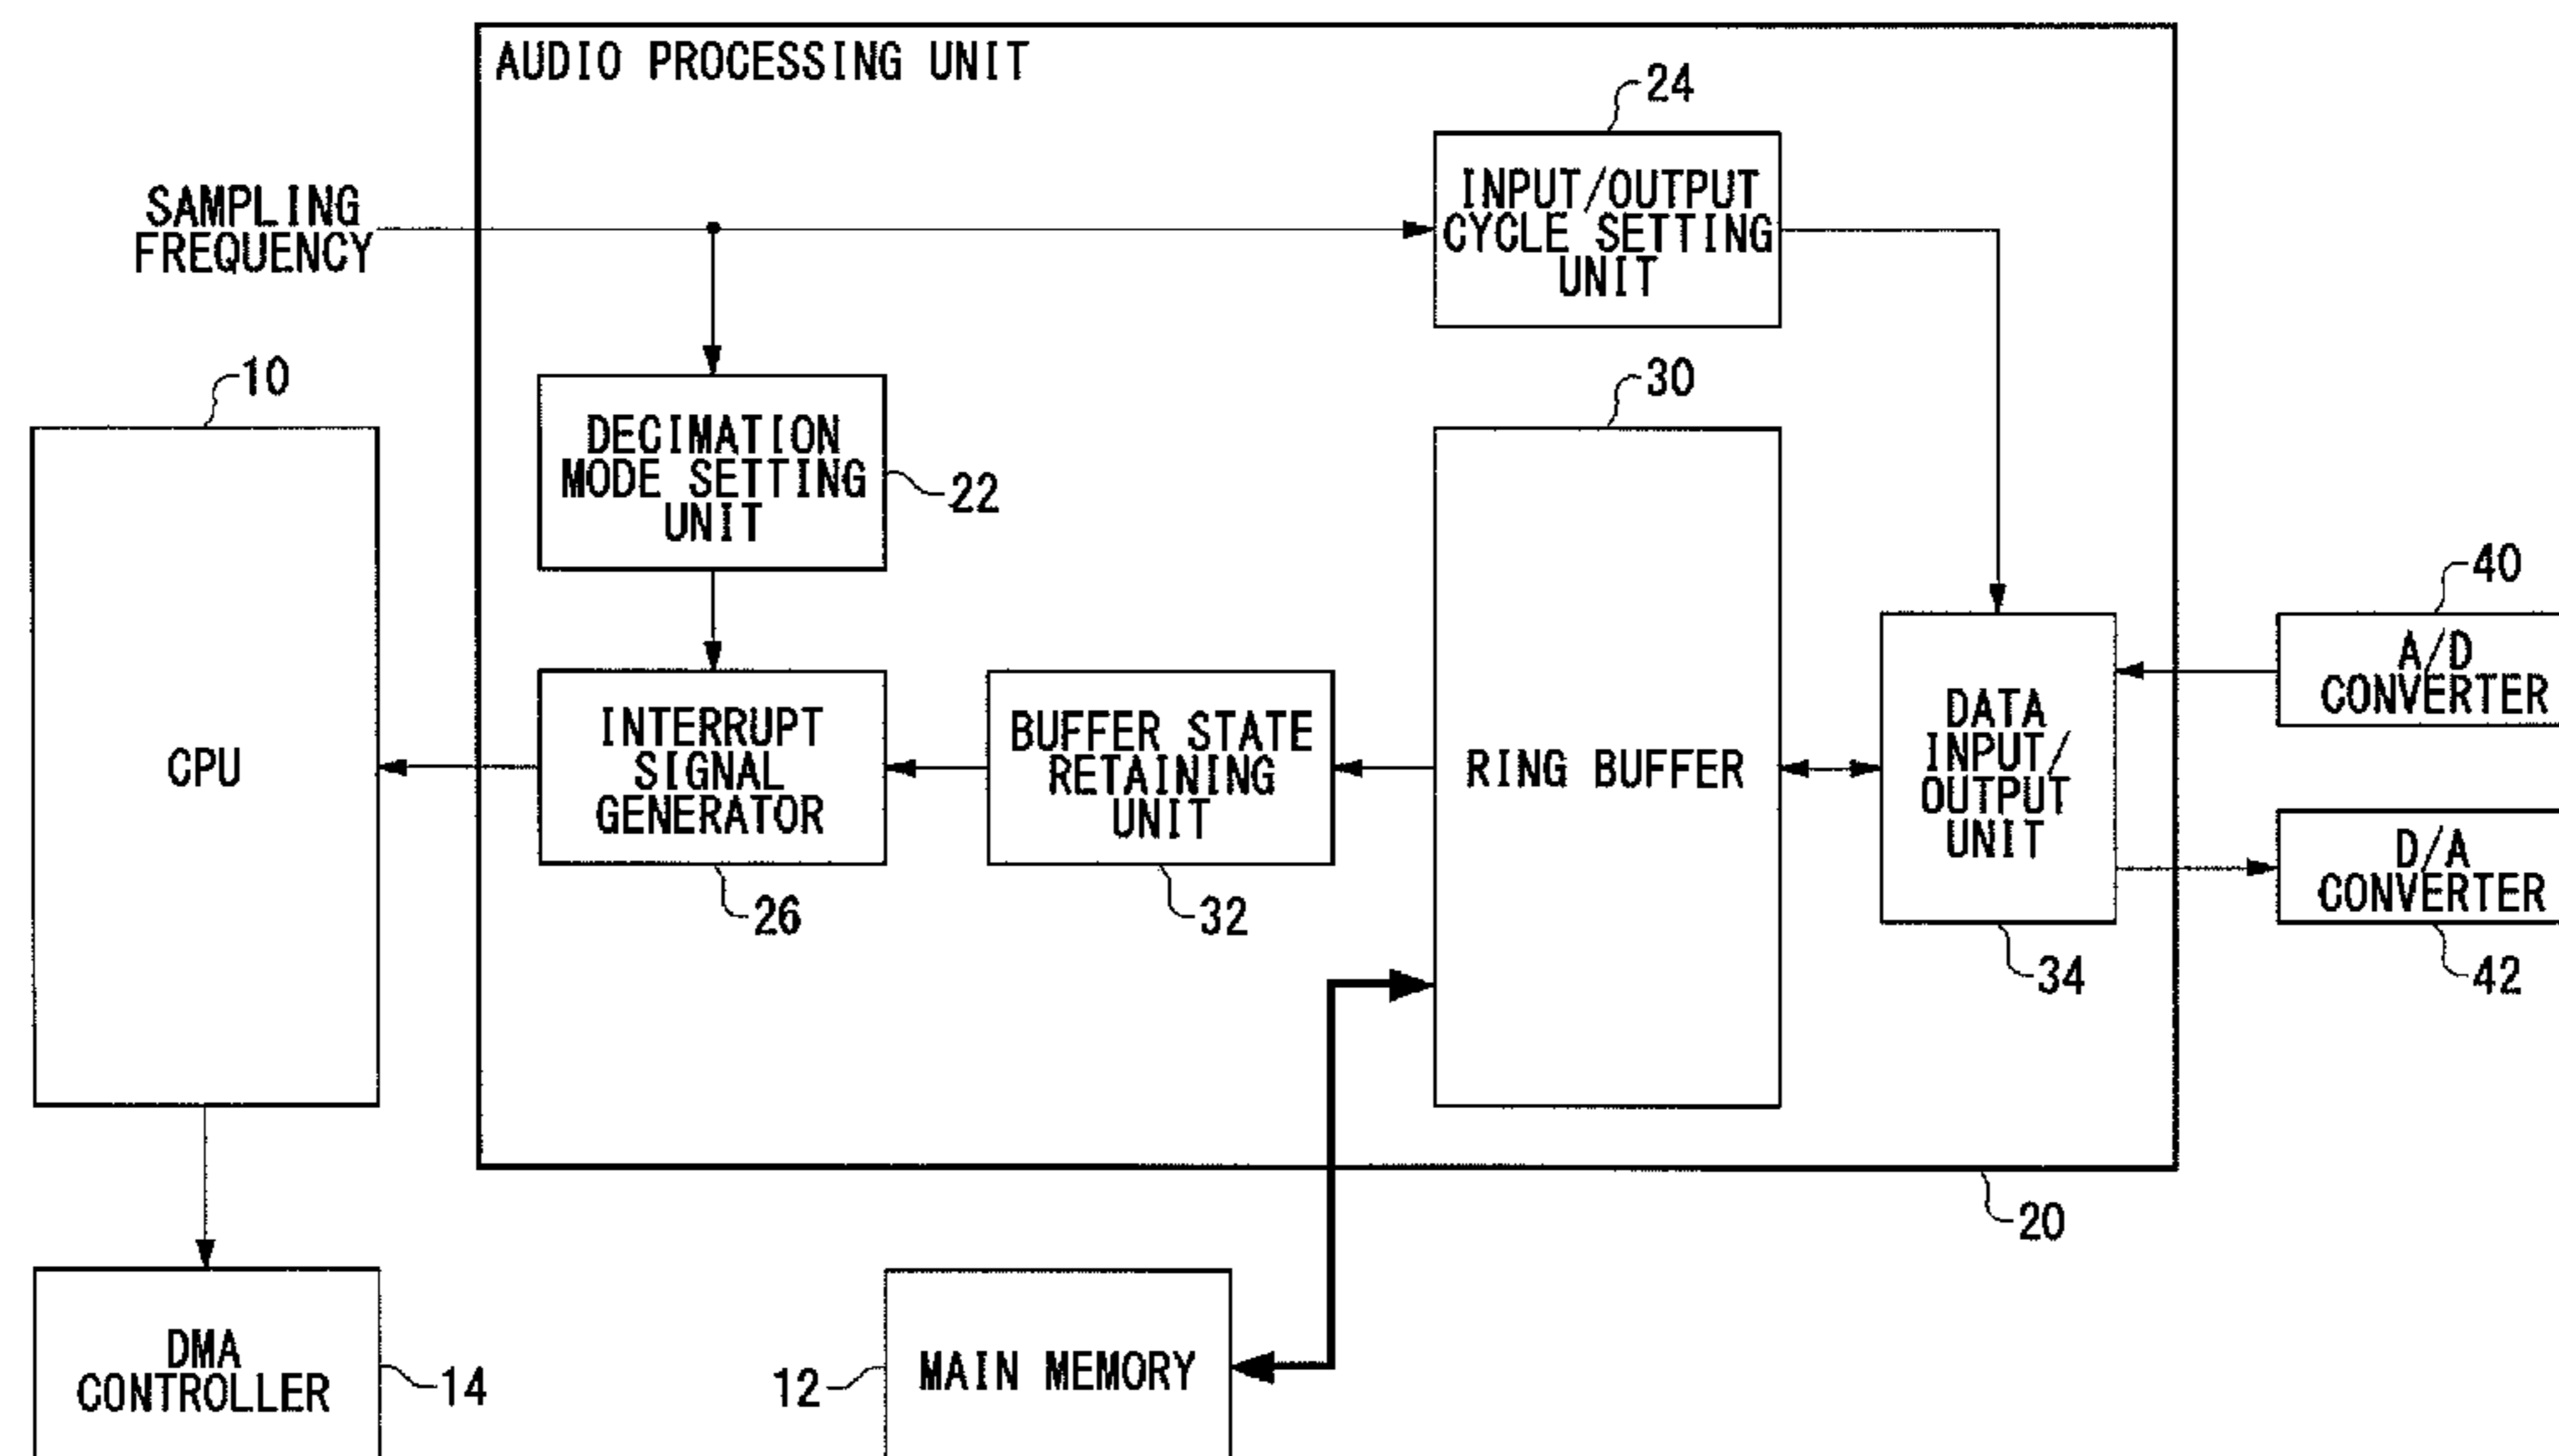 AUDIO PROCESSING UNIT
24
SAMPLING
FREQUENCY
INPUT/OUTPUT
CYCLE SETTING
UNIT
10
30
DECIMATION
MODE SETTING
UNIT
22
40
A/D
CONVERTER
CPU
INTERRUPT
SIGNAL
GENERATOR
BUFFER STATE
RETAINING
UNIT
RING BUFFER
DATA
INPUT/
OUTPUT
UNIT
D/A
CONVERTER
26
32
34
42
20
DMA
CONTROLLER
14
12
MAIN MEMORY